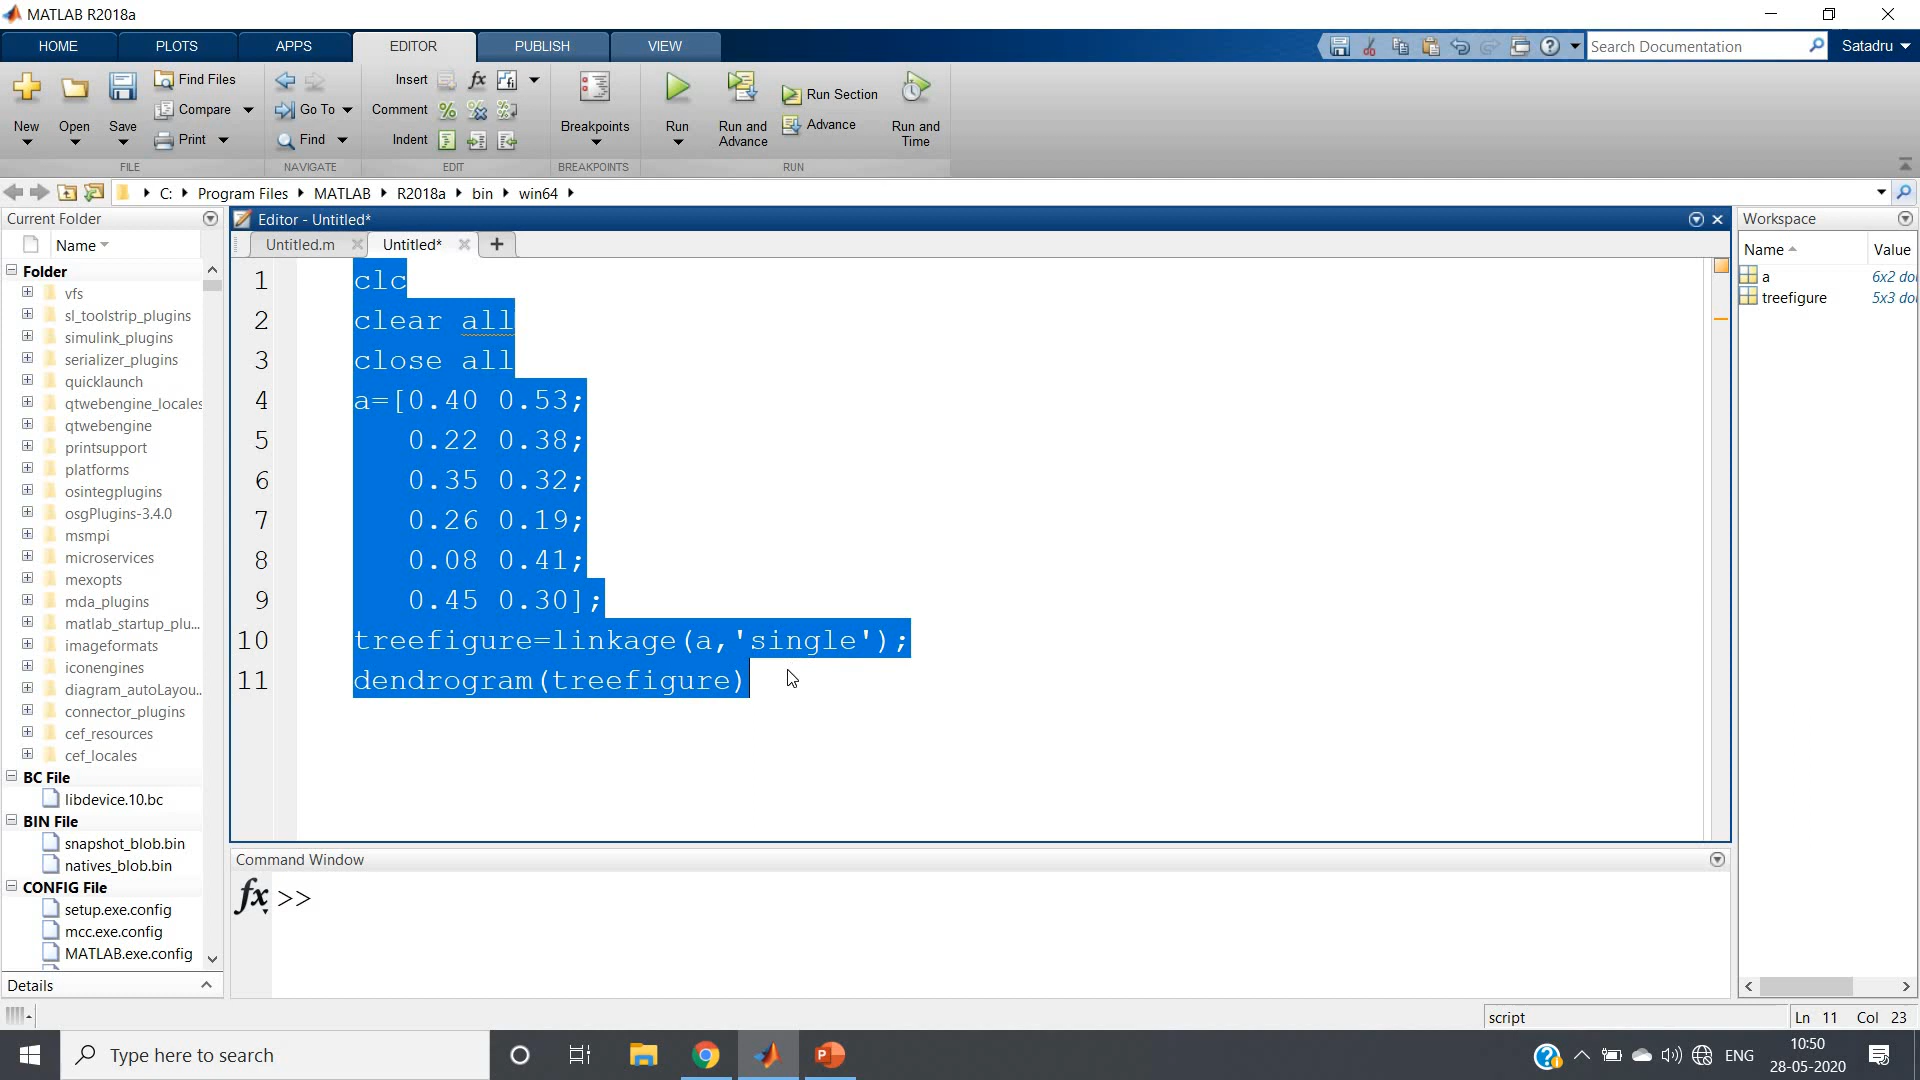 MATLAB R2018a
HOME PLOTS APPS EDITOR PUBLISH VIEW
Search Documentation
Satadru
New
Open
Save
Find Files
Compare
Print
FILE
Go To
Find
NAVIGATE
Insert
Comment
Indent
EDIT
Breakpoints
BREAKPOINTS
Run
Run and
Advance
Run Section
Advance
Run and
Time
RUN
C: Program Files MATLAB R2018a bin win64
Current Folder
Name
Folder
vfs
sl_toolstrip_plugins
simulink_plugins
serializer_plugins
quicklaunch
qtwebengine_locales
qtwebengine
printsupport
platforms
osintegplugins
osgPlugins-3.4.0
msmpi
microservices
mexopts
mda_plugins
matlab_startup_plu...
imageformats
iconengines
diagram_autoLayou...
connector_plugins
cef_resources
cef_locales
BC File
libdevice.10.bc
BIN File
snapshot_blob.bin
natives_blob.bin
CONFIG File
setup.exe.config
mcc.exe.config
MATLAB.exe.config
Details
Editor - Untitled*
Untitled.m Untitled*
1 clc
2 clear all
3 close all
4 a=[0.40 0.53;
5 0.22 0.38;
6 0.35 0.32;
7 0.26 0.19;
8 0.08 0.41;
9 0.45 0.30];
10 treefigure=linkage(a,'single');
11 dendrogram(treefigure)
Command Window
fx >>
Workspace
Name Value
a 6x2 do
treefigure 5x3 do
script
Ln 11 Col 23
Type here to search
ENG
10:50
28-05-2020